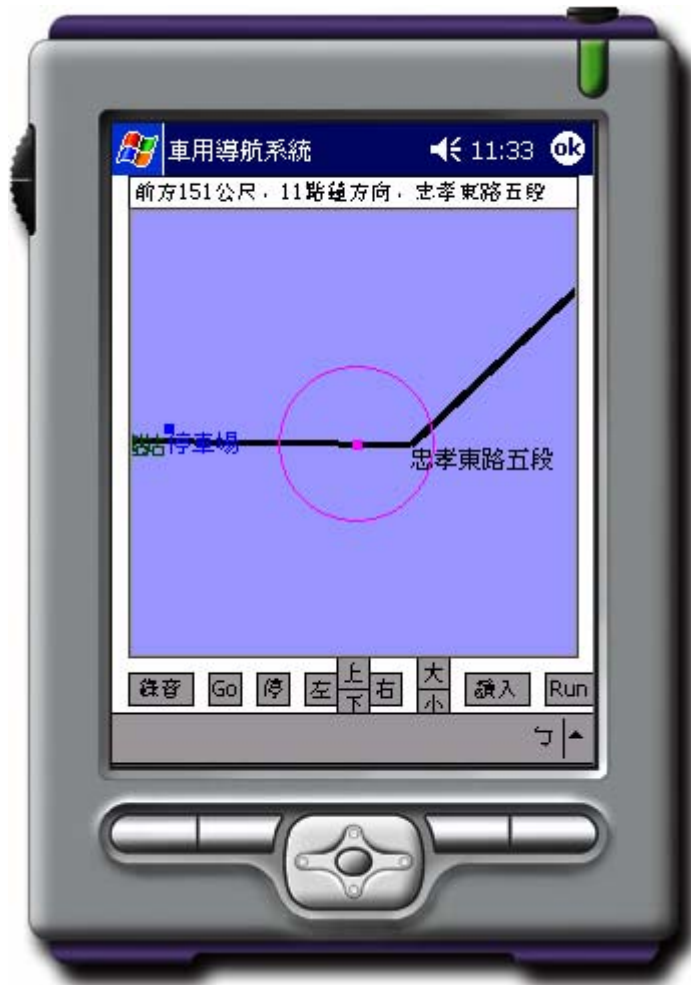 車用導航系統 11:33 ok
前方151公尺，11點鐘方向，忠孝東路五段
停車場
忠孝東路五段
錄音 Go 停 左 上 下 右 大 小 讀入 Run
ㄅ